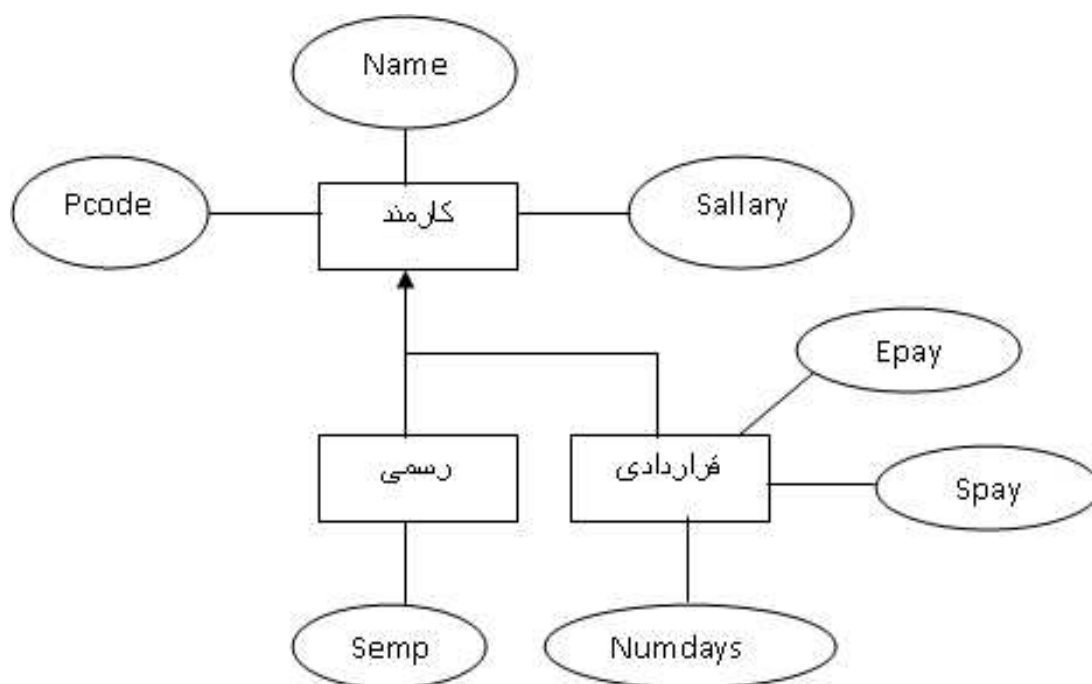 Name
Pcode
کارمند
Sallary
Epay
رسمی
قراردادی
Spay
Semp
Numdays